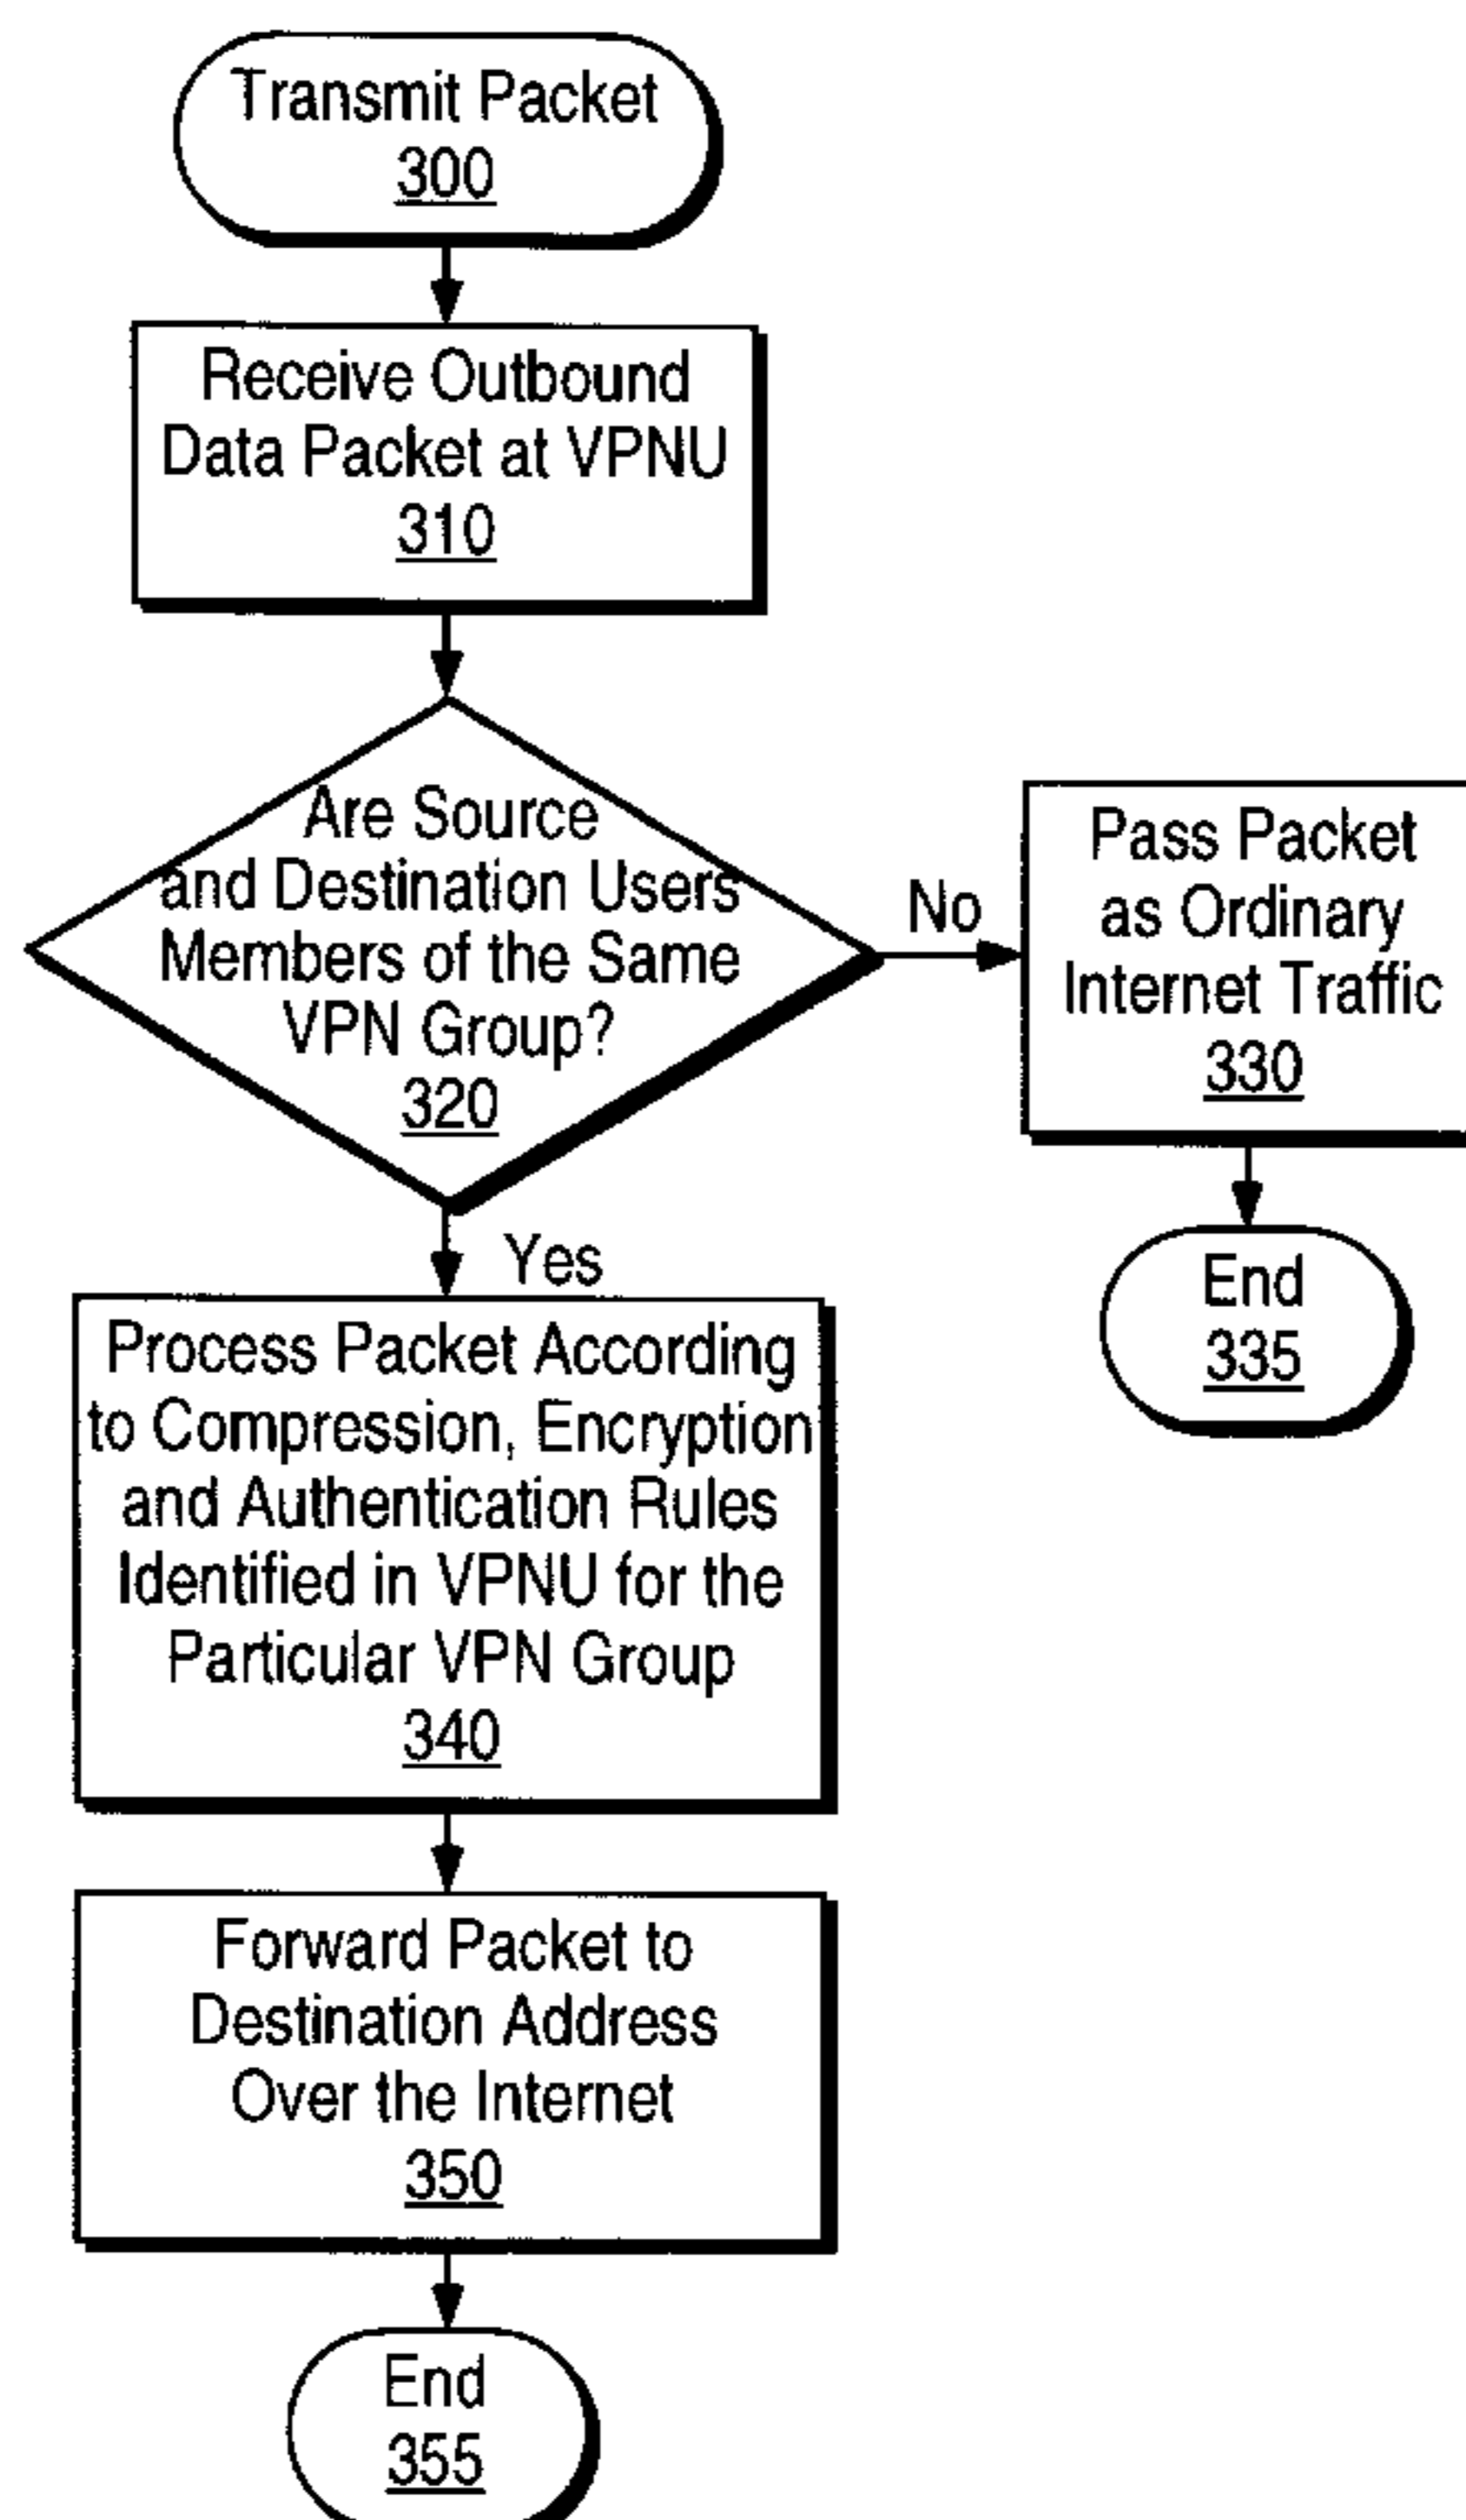 Transmit Packet
300
Receive Outbound
Data Packet at VPNU
310
Are Source
and Destination Users
Members of the Same
VPN Group?
320
No
Pass Packet
as Ordinary
Internet Traffic
330
End
335
Yes
Process Packet According
to Compression, Encryption
and Authentication Rules
Identified in VPNU for the
Particular VPN Group
340
Forward Packet to
Destination Address
Over the Internet
350
End
355